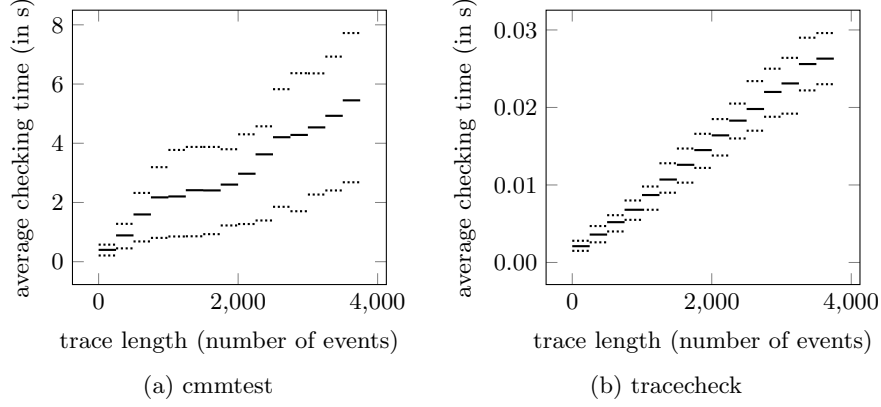 average checking time (in s)
8
6
4
2
0
0
2,000
4,000
trace length (number of events)
(a) cmmtest
average checking time (in s)
0.03
0.02
0.01
0.00
0
2,000
4,000
trace length (number of events)
(b) tracecheck